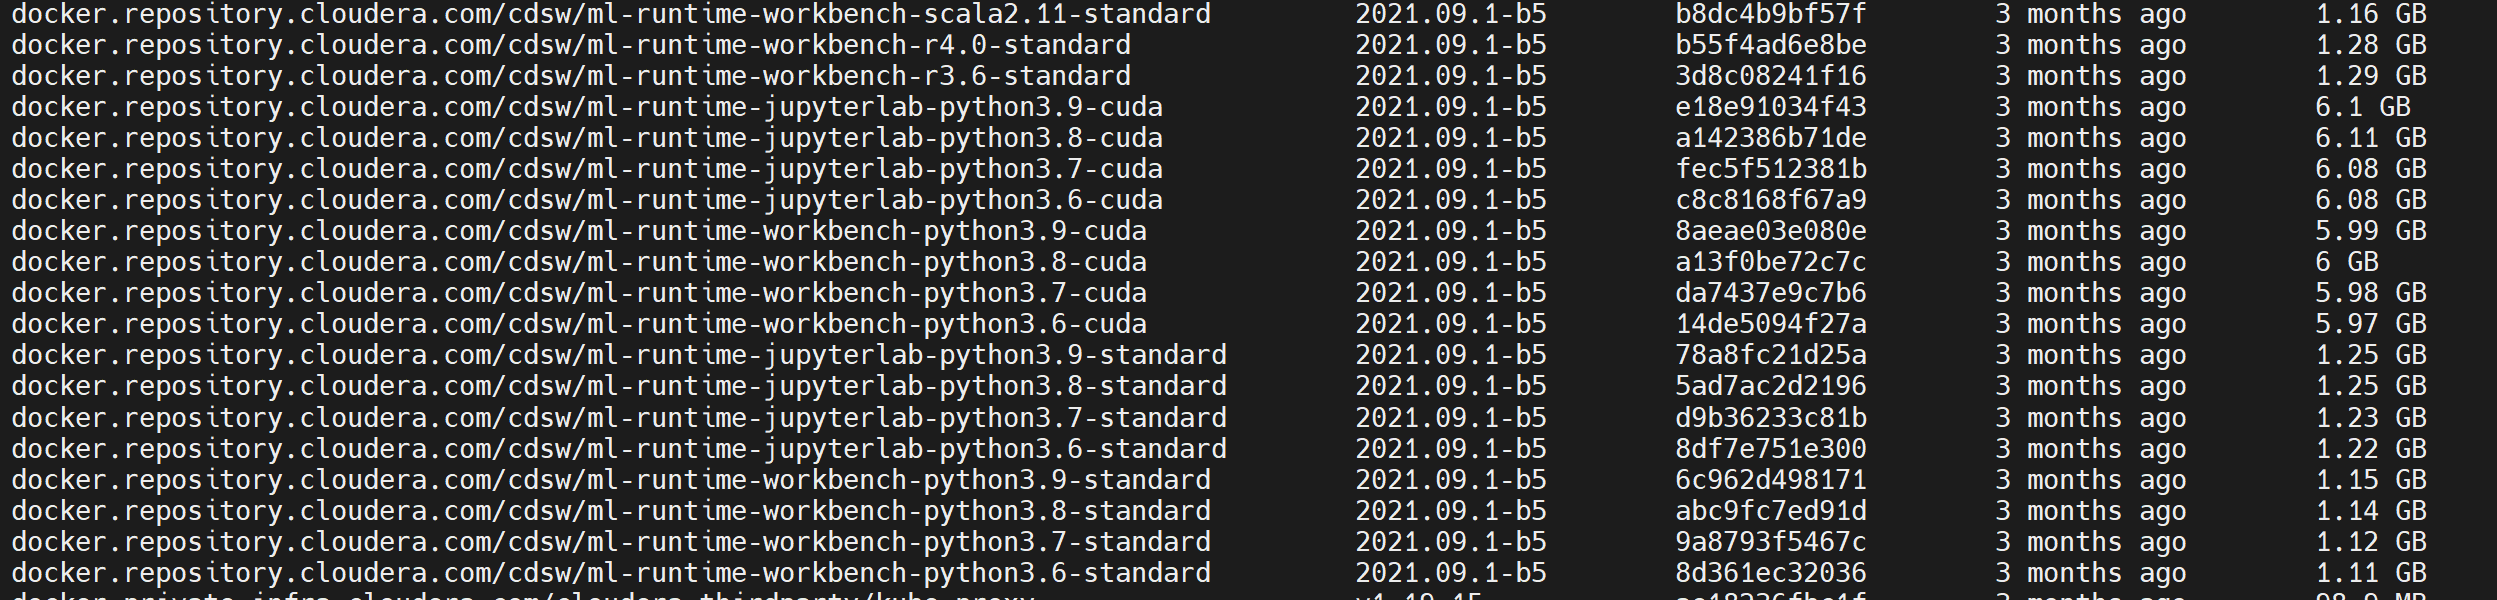 docker.repository.cloudera.com/cdsw/ml-runtime-workbench-scala2.11-standard 2021.09.1-b5 b8dc4b9bf57f 3 months ago 1.16 GB
docker.repository.cloudera.com/cdsw/ml-runtime-workbench-r4.0-standard 2021.09.1-b5 b55f4ad6e8be 3 months ago 1.28 GB
docker.repository.cloudera.com/cdsw/ml-runtime-workbench-r3.6-standard 2021.09.1-b5 3d8c08241f16 3 months ago 1.29 GB
docker.repository.cloudera.com/cdsw/ml-runtime-jupyterlab-python3.9-cuda 2021.09.1-b5 e18e91034f43 3 months ago 6.1 GB
docker.repository.cloudera.com/cdsw/ml-runtime-jupyterlab-python3.8-cuda 2021.09.1-b5 a142386b71de 3 months ago 6.11 GB
docker.repository.cloudera.com/cdsw/ml-runtime-jupyterlab-python3.7-cuda 2021.09.1-b5 fec5f512381b 3 months ago 6.08 GB
docker.repository.cloudera.com/cdsw/ml-runtime-jupyterlab-python3.6-cuda 2021.09.1-b5 c8c8168f67a9 3 months ago 6.08 GB
docker.repository.cloudera.com/cdsw/ml-runtime-workbench-python3.9-cuda 2021.09.1-b5 8aeae03e080e 3 months ago 5.99 GB
docker.repository.cloudera.com/cdsw/ml-runtime-workbench-python3.8-cuda 2021.09.1-b5 a13f0be72c7c 3 months ago 6 GB
docker.repository.cloudera.com/cdsw/ml-runtime-workbench-python3.7-cuda 2021.09.1-b5 da7437e9c7b6 3 months ago 5.98 GB
docker.repository.cloudera.com/cdsw/ml-runtime-workbench-python3.6-cuda 2021.09.1-b5 14de5094f27a 3 months ago 5.97 GB
docker.repository.cloudera.com/cdsw/ml-runtime-jupyterlab-python3.9-standard 2021.09.1-b5 78a8fc21d25a 3 months ago 1.25 GB
docker.repository.cloudera.com/cdsw/ml-runtime-jupyterlab-python3.8-standard 2021.09.1-b5 5ad7ac2d2196 3 months ago 1.25 GB
docker.repository.cloudera.com/cdsw/ml-runtime-jupyterlab-python3.7-standard 2021.09.1-b5 d9b36233c81b 3 months ago 1.23 GB
docker.repository.cloudera.com/cdsw/ml-runtime-jupyterlab-python3.6-standard 2021.09.1-b5 8df7e751e300 3 months ago 1.22 GB
docker.repository.cloudera.com/cdsw/ml-runtime-workbench-python3.9-standard 2021.09.1-b5 6c962d498171 3 months ago 1.15 GB
docker.repository.cloudera.com/cdsw/ml-runtime-workbench-python3.8-standard 2021.09.1-b5 abc9fc7ed91d 3 months ago 1.14 GB
docker.repository.cloudera.com/cdsw/ml-runtime-workbench-python3.7-standard 2021.09.1-b5 9a8793f5467c 3 months ago 1.12 GB
docker.repository.cloudera.com/cdsw/ml-runtime-workbench-python3.6-standard 2021.09.1-b5 8d361ec32036 3 months ago 1.11 GB